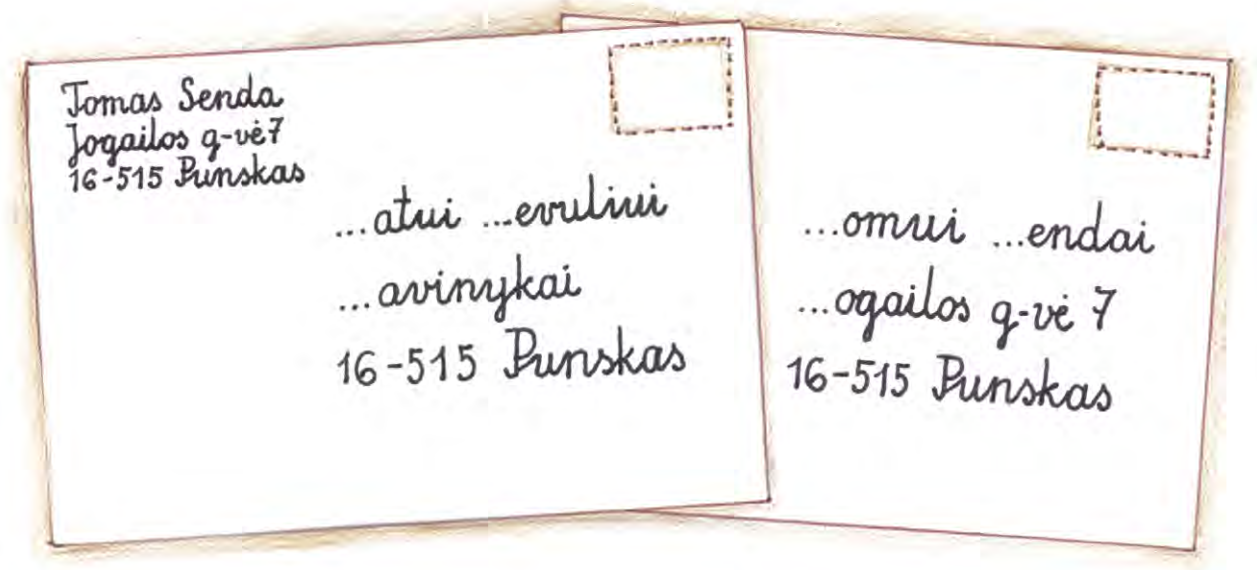 Tomas Senda
Jogailos g-vė 7
16-515 Punskas
...atui ...evuliui
...avinykai
16-515 Punskas
...omui ...endai
...ogailos g-vė 7
16-515 Punskas